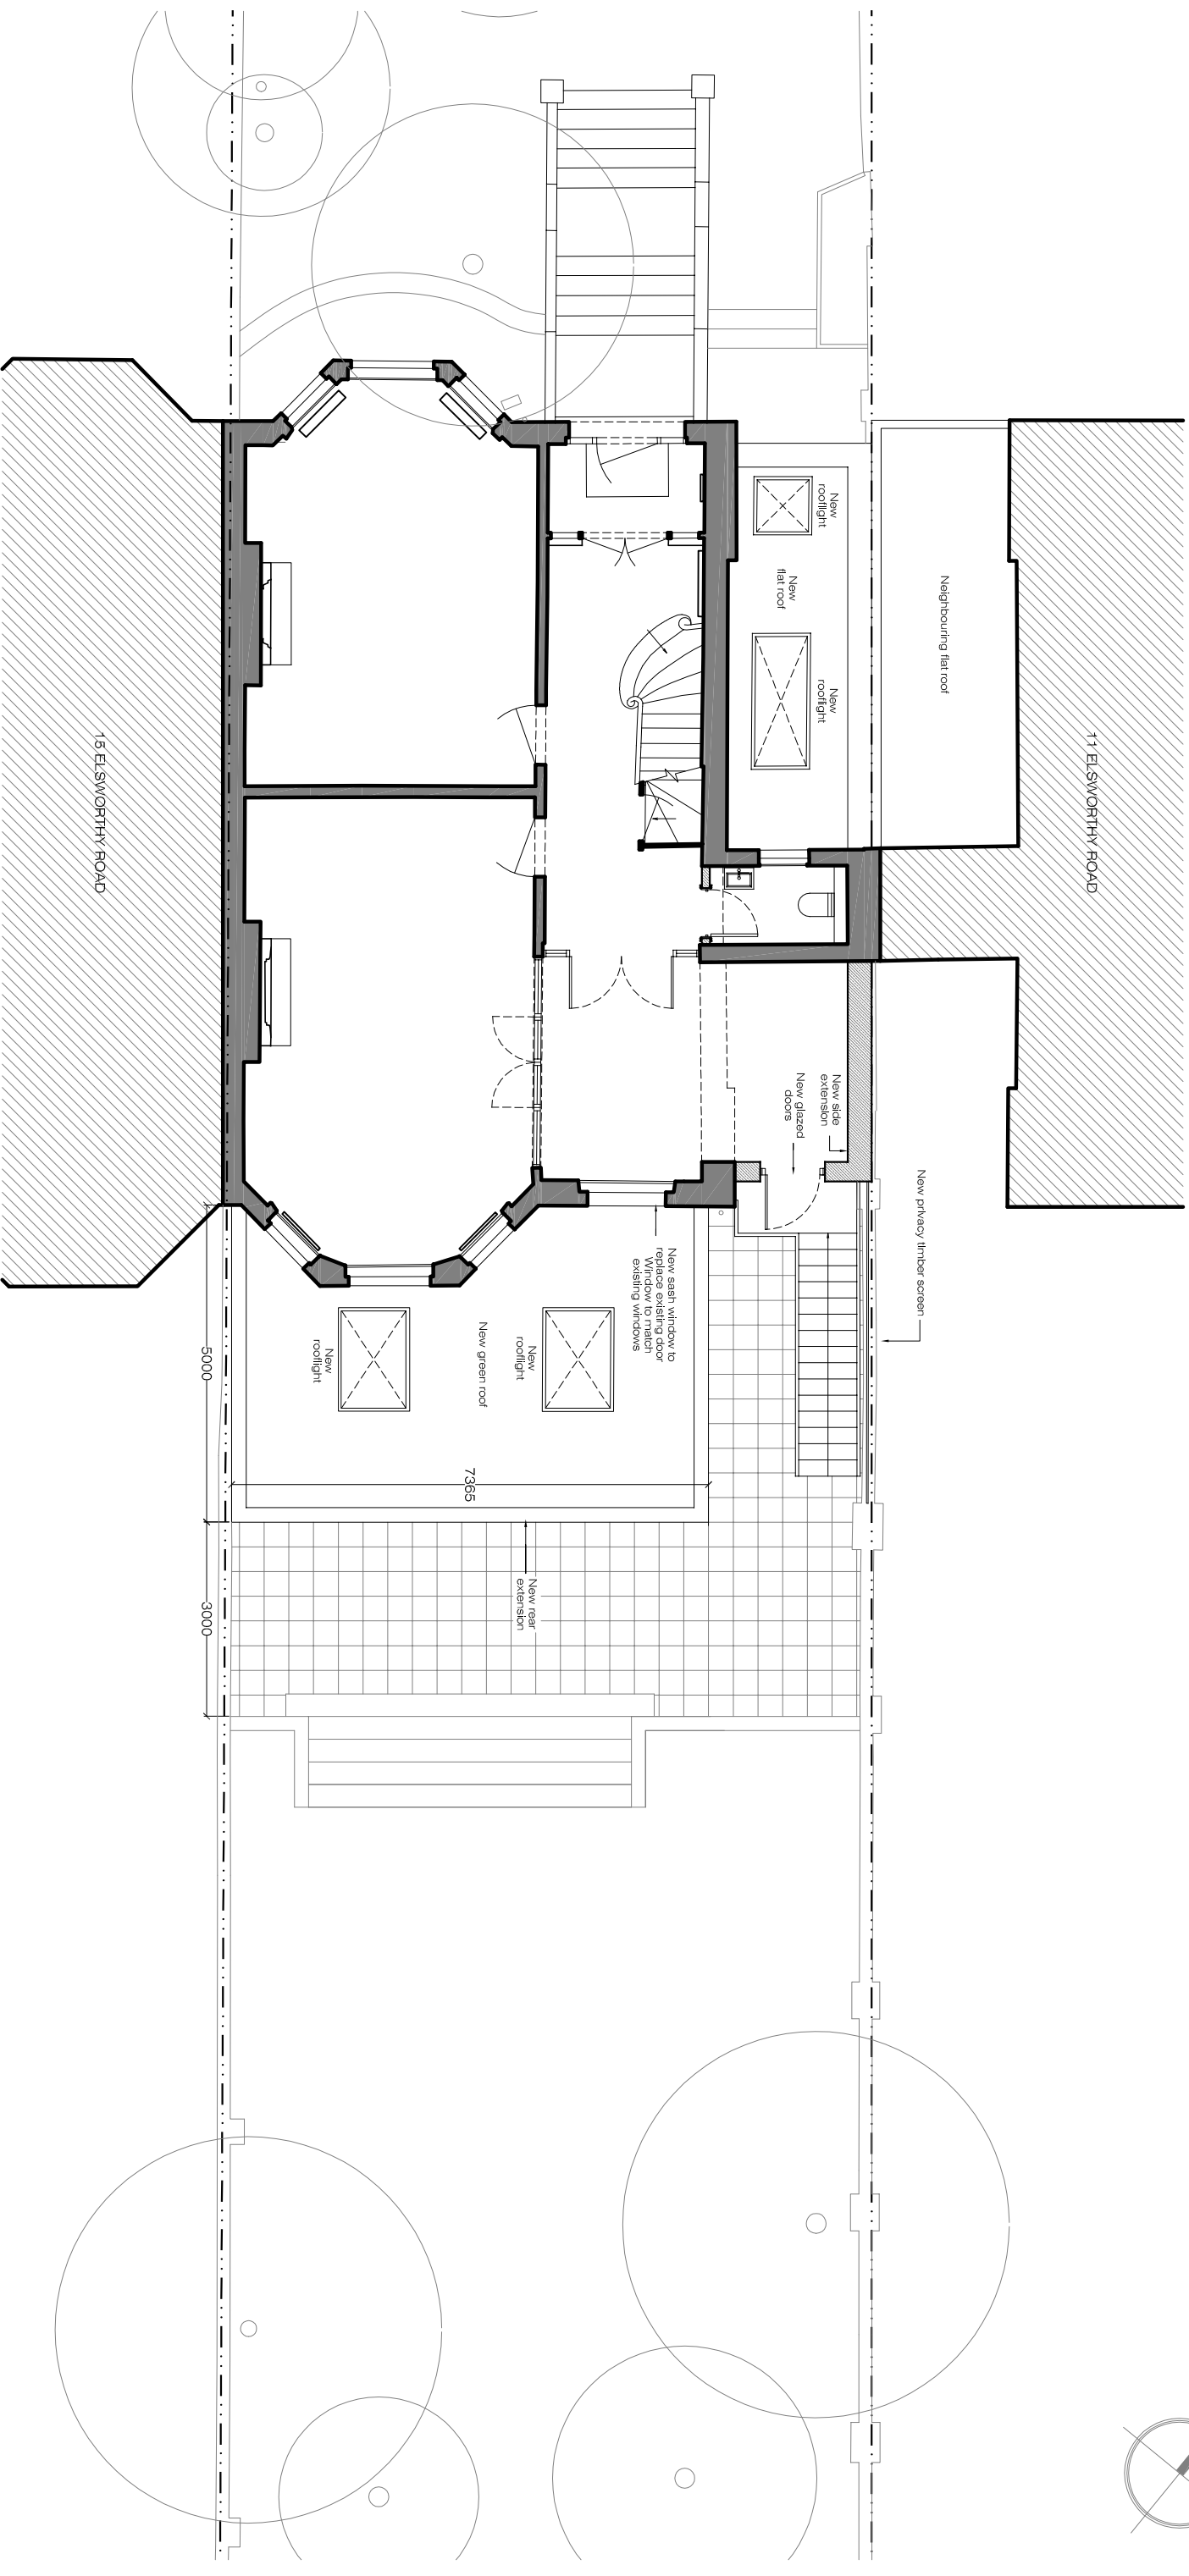 New
rooflight
New
flat roof
New
rooflight
Neighbouring flat roof
11 ELSWORTHY ROAD
15 ELSWORTHY ROAD
New side
extension
New glazed
doors
New privacy timber screen
New sash window to
replace existing door
Window to match
existing windows
New
rooflight
New green roof
New
rooflight
5000
7365
New rear
extension
3000